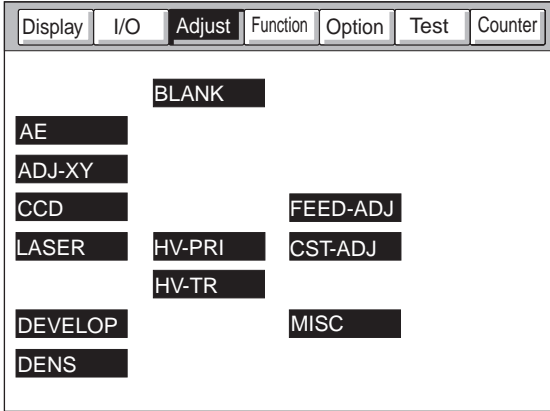 Display I/O Adjust Function Option Test Counter
BLANK
AE
ADJ-XY
CCD FEED-ADJ
LASER HV-PRI CST-ADJ
HV-TR
DEVELOP MISC
DENS